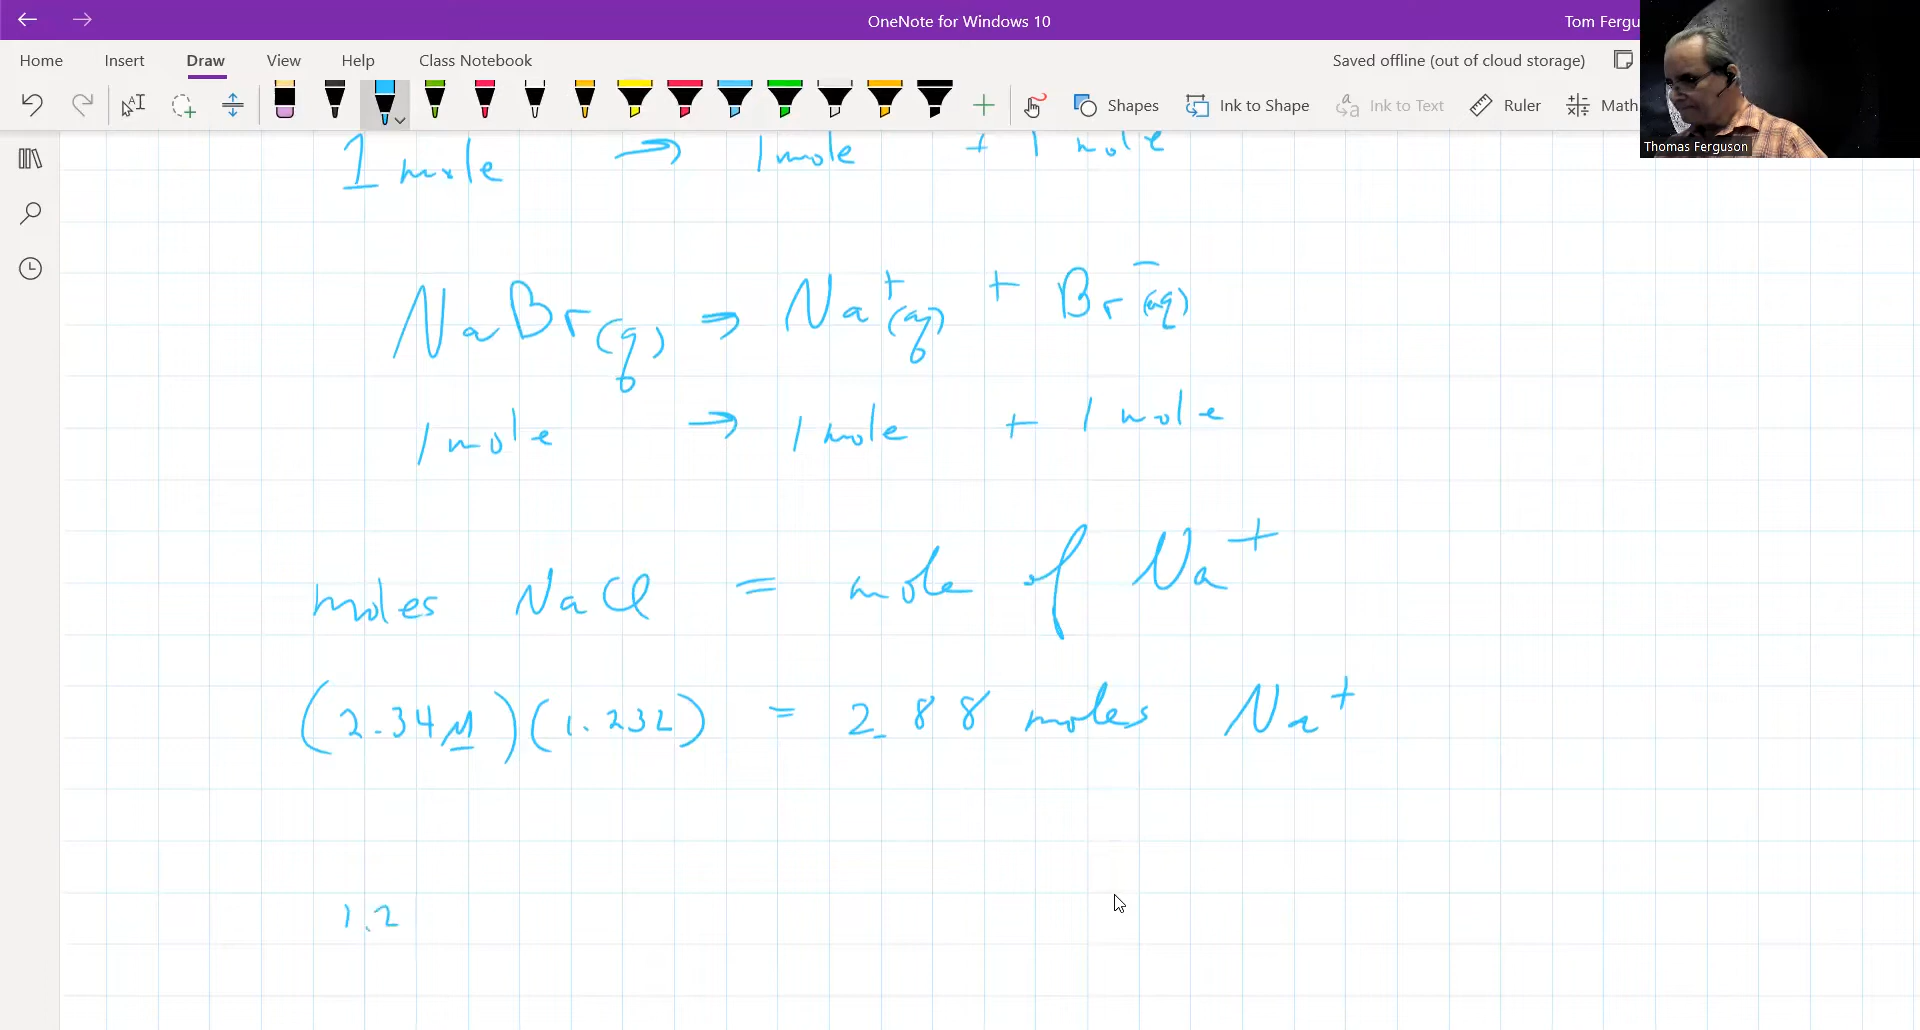 OneNote for Windows 10
Tom Fergu
Home Insert Draw View Help Class Notebook
Saved offline (out of cloud storage)
Shapes Ink to Shape Ink to Text Ruler Math
Thomas Ferguson
1 mole → 1 mole + 1 mole
NaBr(q) → Na⁺(aq) + Br⁻(aq)
1 mole → 1 mole + 1 mole
moles NaCl = mole of Na⁺
(2.34M)(1.23L) = 2.88 moles Na⁺
1.2